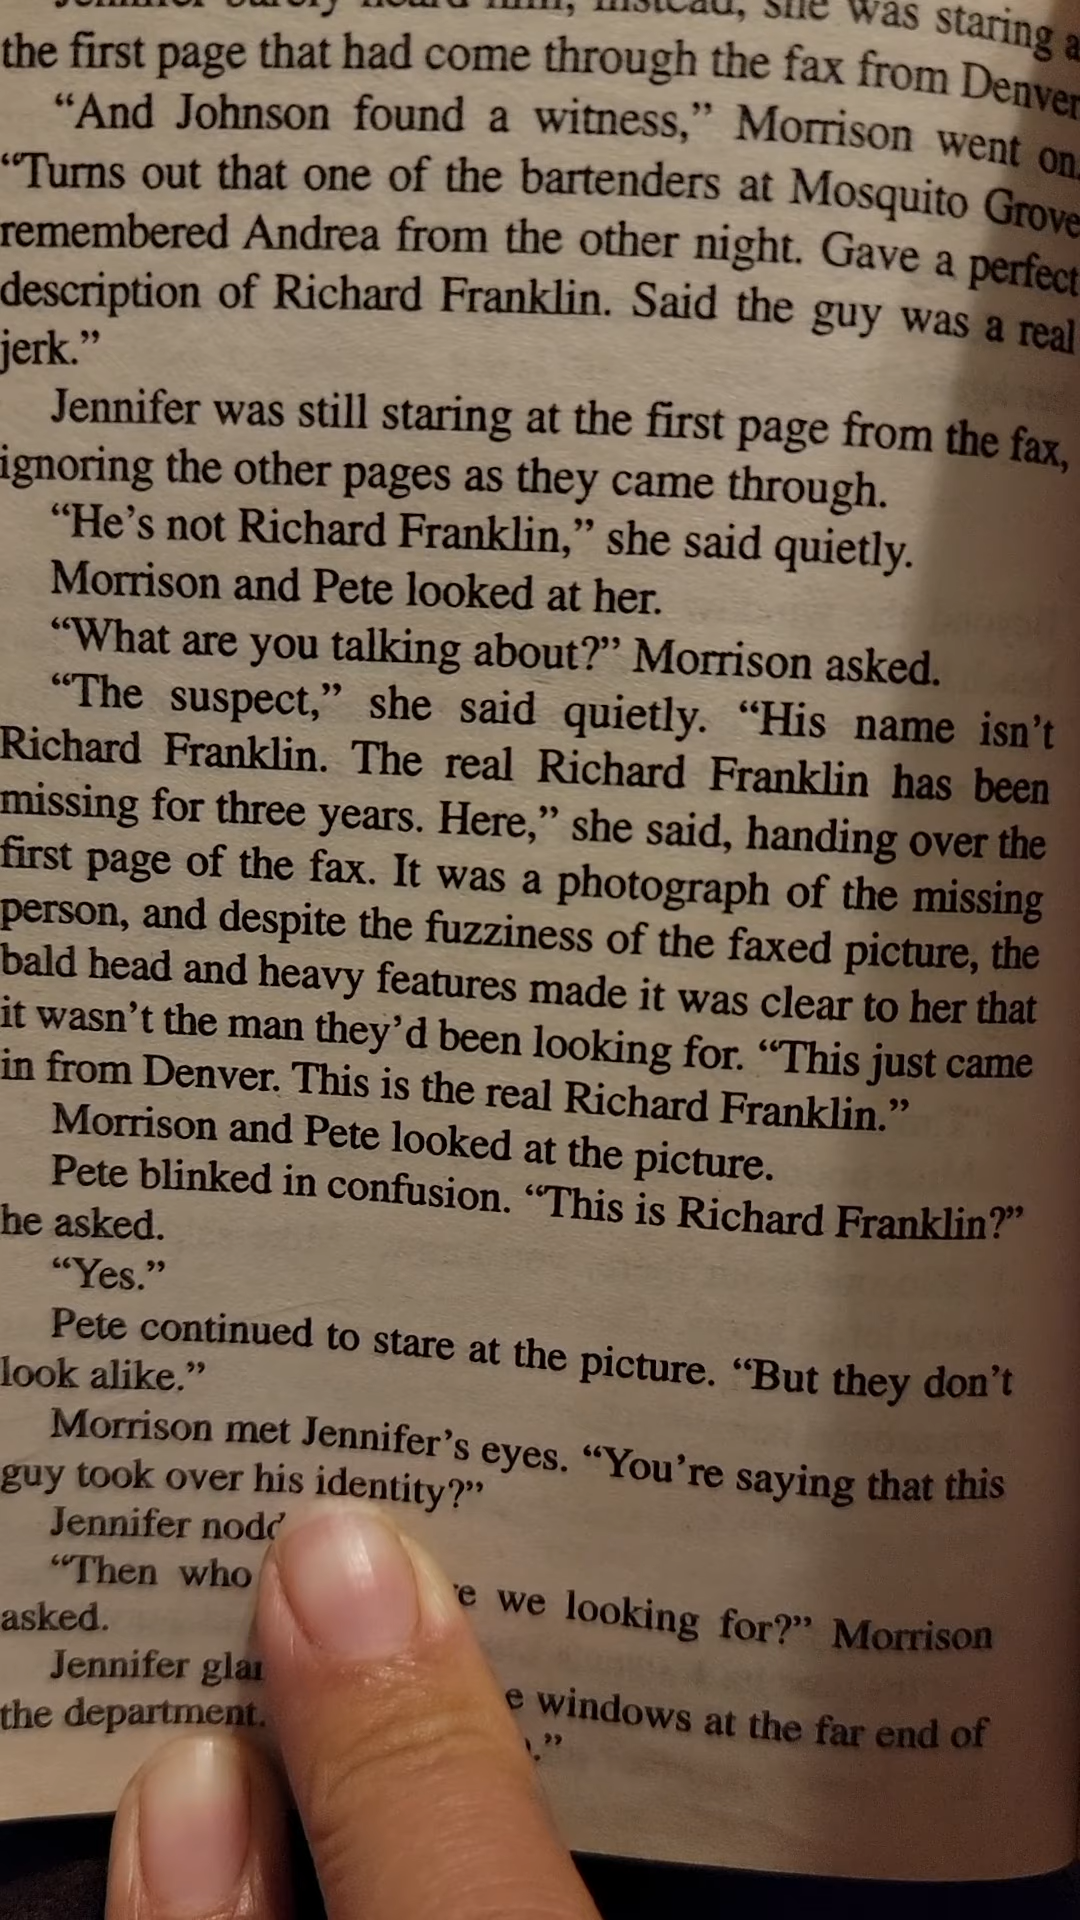 Jennifer barely heard him; instead, she was staring a
the first page that had come through the fax from Denver
“And Johnson found a witness,” Morrison went on.
“Turns out that one of the bartenders at Mosquito Grove
remembered Andrea from the other night. Gave a perfect
description of Richard Franklin. Said the guy was a real
jerk.”
Jennifer was still staring at the first page from the fax,
ignoring the other pages as they came through.
“He’s not Richard Franklin,” she said quietly.
Morrison and Pete looked at her.
“What are you talking about?” Morrison asked.
“The suspect,” she said quietly. “His name isn’t
Richard Franklin. The real Richard Franklin has been
missing for three years. Here,” she said, handing over the
first page of the fax. It was a photograph of the missing
person, and despite the fuzziness of the faxed picture, the
bald head and heavy features made it was clear to her that
it wasn’t the man they’d been looking for. “This just came
in from Denver. This is the real Richard Franklin.”
Morrison and Pete looked at the picture.
Pete blinked in confusion. “This is Richard Franklin?”
he asked.
“Yes.”
Pete continued to stare at the picture. “But they don’t
look alike.”
Morrison met Jennifer’s eyes. “You’re saying that this
guy took over his identity?”
Jennifer nodd
“Then who e we looking for?” Morrison
asked.
Jennifer gla e windows at the far end of
the department. .”